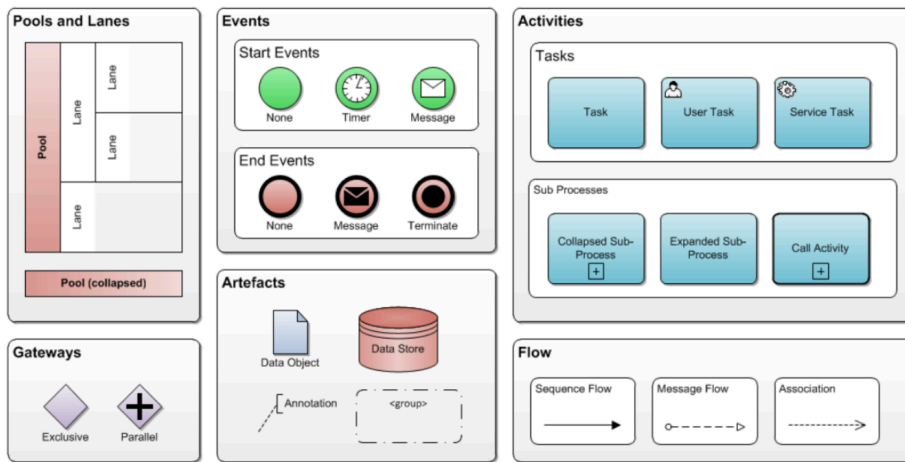 Pools and Lanes
Pool
Lane
Lane
Lane
Lane
Pool (collapsed)
Gateways
Exclusive
Parallel
Events
Start Events
None
Timer
Message
End Events
None
Message
Terminate
Artefacts
Data Object
Data Store
Annotation
<group>
Activities
Tasks
Task
User Task
Service Task
Sub Processes
Collapsed Sub-
Process
Expanded Sub-
Process
Call Activity
Flow
Sequence Flow
Message Flow
Association